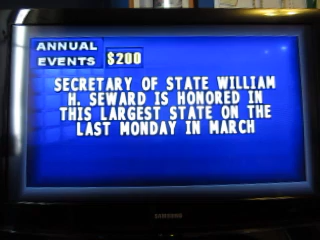 ANNUAL
EVENTS $200
SECRETARY OF STATE WILLIAM
H. SEWARD IS HONORED IN
THIS LARGEST STATE ON THE
LAST MONDAY IN MARCH
SAMSUNG